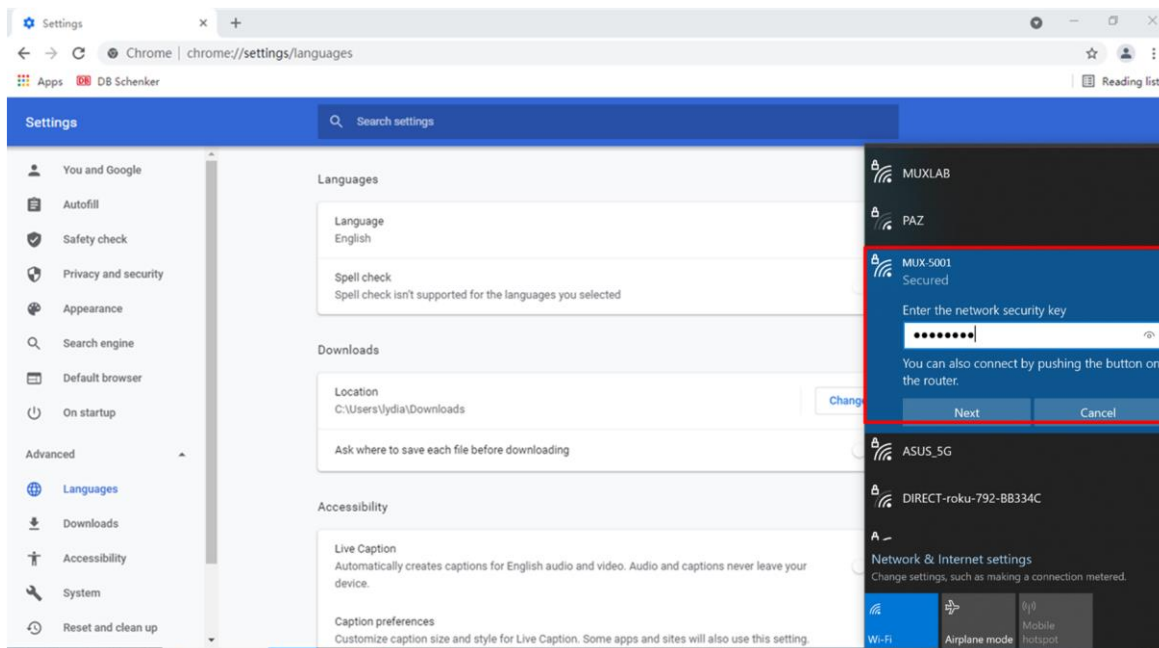 Settings
Chrome | chrome://settings/languages
Apps
DB DB Schenker
Reading list
Settings
Search settings
You and Google
Autofill
Safety check
Privacy and security
Appearance
Search engine
Default browser
On startup
Advanced
Languages
Downloads
Accessibility
System
Reset and clean up
Languages
Language
English
Spell check
Spell check isn't supported for the languages you selected
Downloads
Location
C:\Users\lydia\Downloads
Change
Ask where to save each file before downloading
Accessibility
Live Caption
Automatically creates captions for English audio and video. Audio and captions never leave your
device.
Caption preferences
Customize caption size and style for Live Caption. Some apps and sites will also use this setting.
MUXLAB
PAZ
MUX-5001
Secured
Enter the network security key
••••••••
You can also connect by pushing the button on
the router.
Next
Cancel
ASUS_5G
DIRECT-roku-792-BB334C
Network & Internet settings
Change settings, such as making a connection metered.
Wi-Fi
Airplane mode
Mobile
hotspot